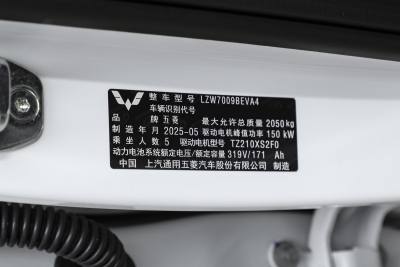 整车型号 LZW7009BEVA4
车辆识别代号
品牌 五菱 最大允许总质量 2050kg
制造年月 2025-05 驱动电机峰值功率 150kW
乘坐人数 5 驱动电机型号 TZ210XS2F0
动力电池系统额定电压/额定容量 319V/171 Ah
中国 上汽通用五菱汽车股份有限公司 制造